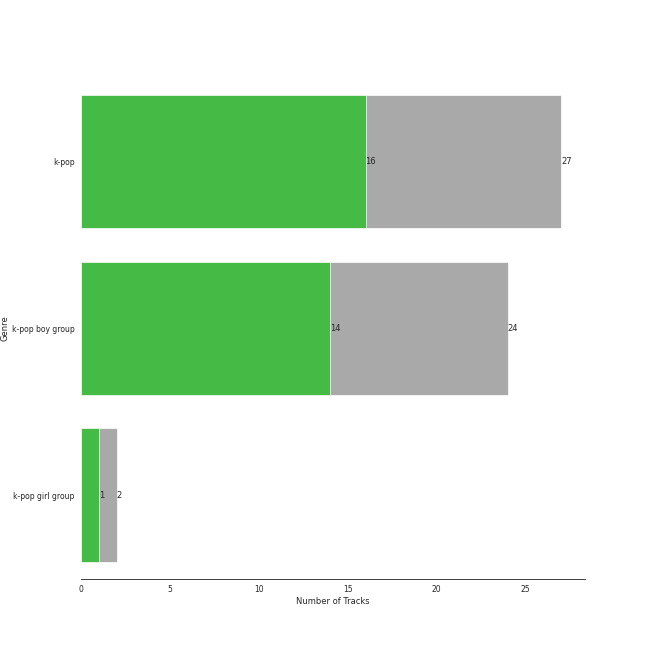 k-pop
16
27
k-pop boy group
14
24
k-pop girl group
1
2
Genre
0 5 10 15 20 25
Number of Tracks